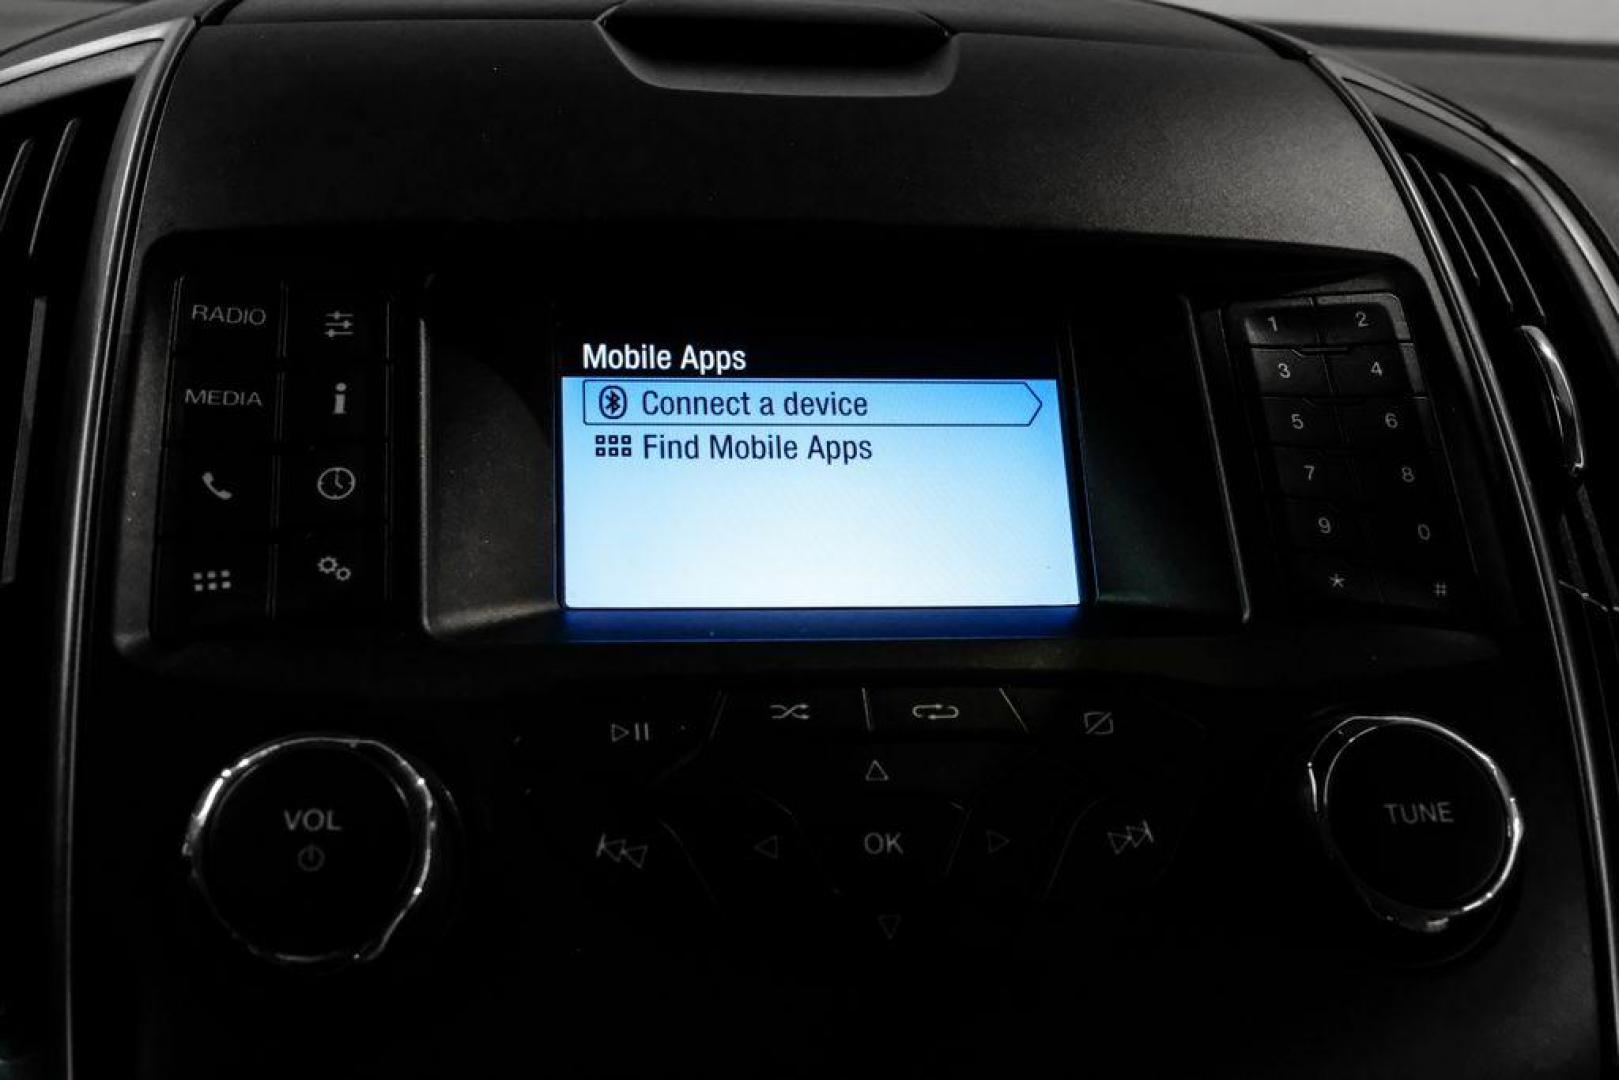 RADIO
MEDIA
Mobile Apps
Connect a device
Find Mobile Apps
1 2
3 4
5 6
7 8
9 0
* #
VOL
OK
TUNE